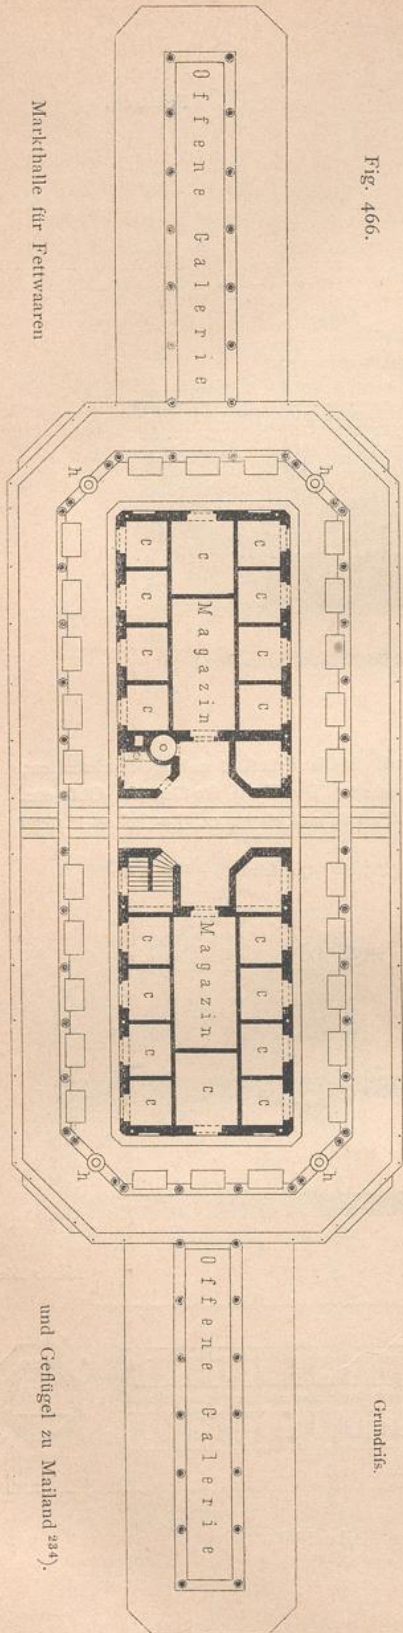 Fig. 466.
Grundriſs.
h
h
c c c c
c c c c
Offene Galerie
c
Magazin
Magazin
c
Offene Galerie
c c c c
c c c c
h
h
Markthalle für Fettwaaren
und Geflügel zu Mailand 234).